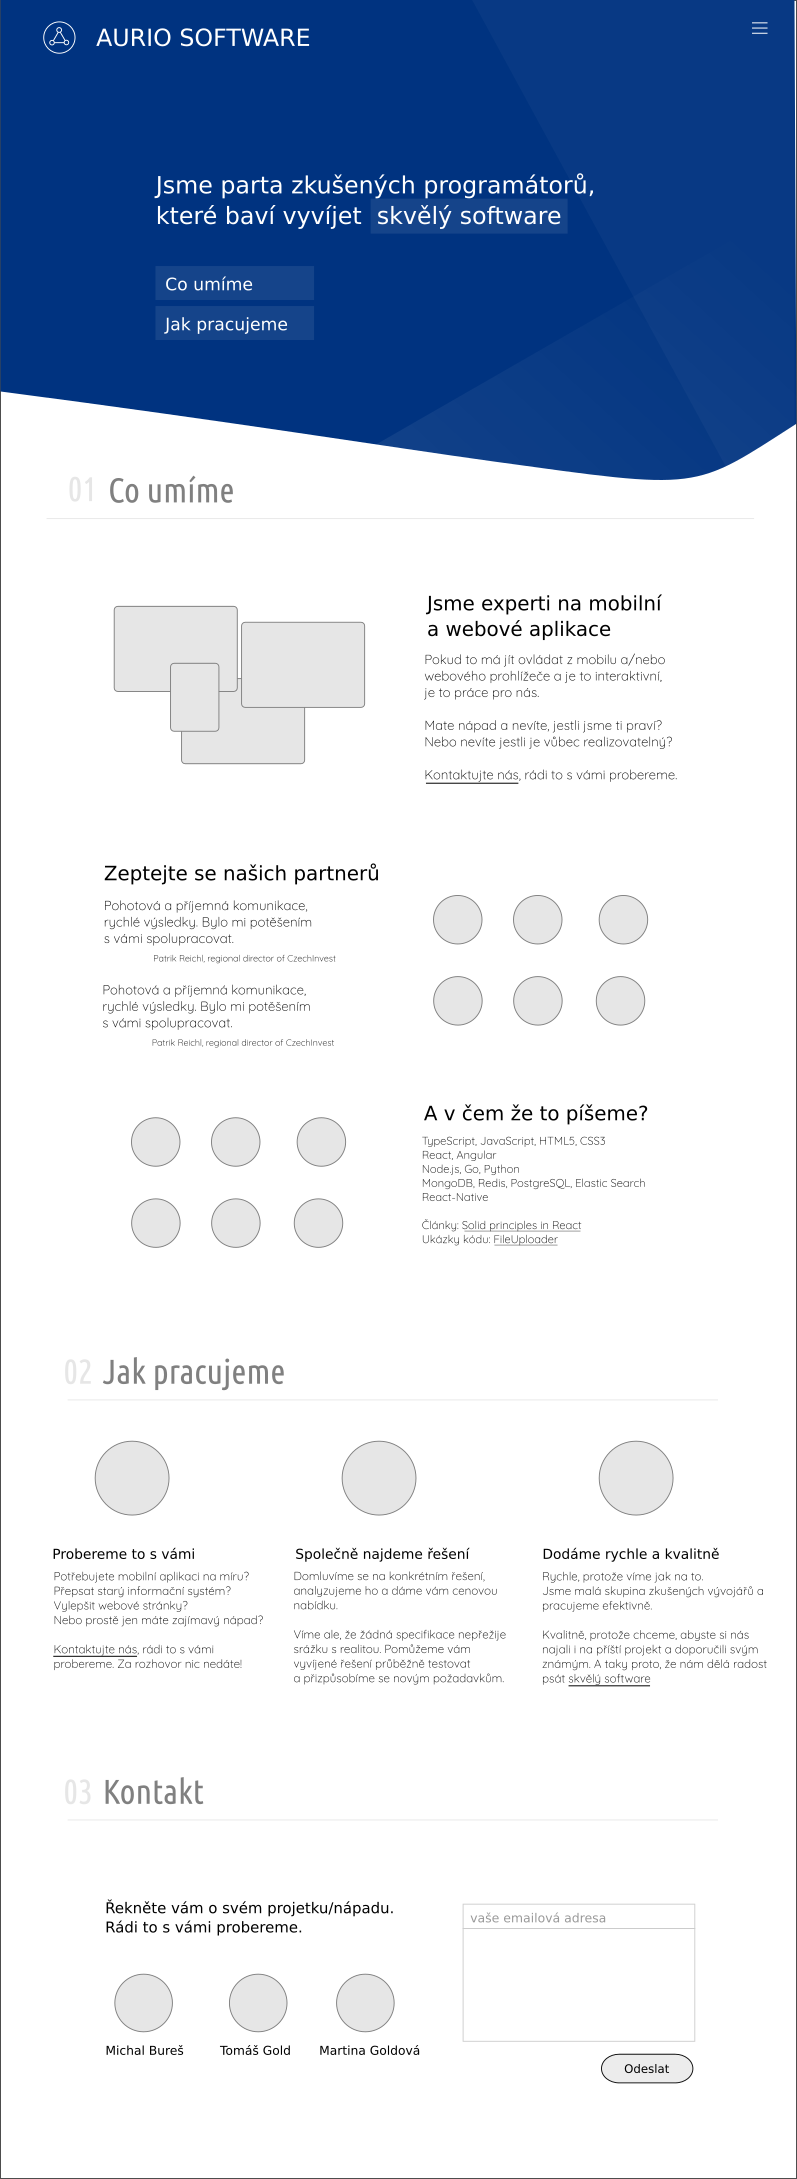 AURIO SOFTWARE
Jsme parta zkušených programátorů,
které baví vyvíjet skvělý software
Co umíme
Jak pracujeme
01 Co umíme
Jsme experti na mobilní
a webové aplikace
Pokud to má jít ovládat z mobilu a/nebo
webového prohlížeče a je to interaktivní,
je to práce pro nás.
Mate nápad a nevíte, jestli jsme ti praví?
Nebo nevíte jestli je vůbec realizovatelný?
Kontaktujte nás, rádi to s vámi probereme.
Zeptejte se našich partnerů
Pohotová a příjemná komunikace,
rychlé výsledky. Bylo mi potěšením
s vámi spolupracovat.
Patrik Reichl, regional director of CzechInvest
Pohotová a příjemná komunikace,
rychlé výsledky. Bylo mi potěšením
s vámi spolupracovat.
Patrik Reichl, regional director of CzechInvest
A v čem že to píšeme?
TypeScript, JavaScript, HTML5, CSS3
React, Angular
Node.js, Go, Python
MongoDB, Redis, PostgreSQL, Elastic Search
React-Native
Články: Solid principles in React
Ukázky kódu: FileUploader
02 Jak pracujeme
Probereme to s vámi
Potřebujete mobilní aplikaci na míru?
Přepsat starý informační systém?
Vylepšit webové stránky?
Nebo prostě jen máte zajímavý nápad?
Kontaktujte nás, rádi to s vámi
probereme. Za rozhovor nic nedáte!
Společně najdeme řešení
Domluvíme se na konkrétním řešení,
analyzujeme ho a dáme vám cenovou
nabídku.
Víme ale, že žádná specifikace nepřežije
srážku s realitou. Pomůžeme vám
vyvíjené řešení průběžně testovat
a přizpůsobíme se novým požadavkům.
Dodáme rychle a kvalitně
Rychle, protože víme jak na to.
Jsme malá skupina zkušených vývojářů a
pracujeme efektivně.
Kvalitně, protože chceme, abyste si nás
najali i na příští projekt a doporučili svým
známým. A taky proto, že nám dělá radost
psát skvělý software
03 Kontakt
Řekněte vám o svém projetku/nápadu.
Rádi to s vámi probereme.
Michal Bureš
Tomáš Gold
Martina Goldová
vaše emailová adresa
Odeslat